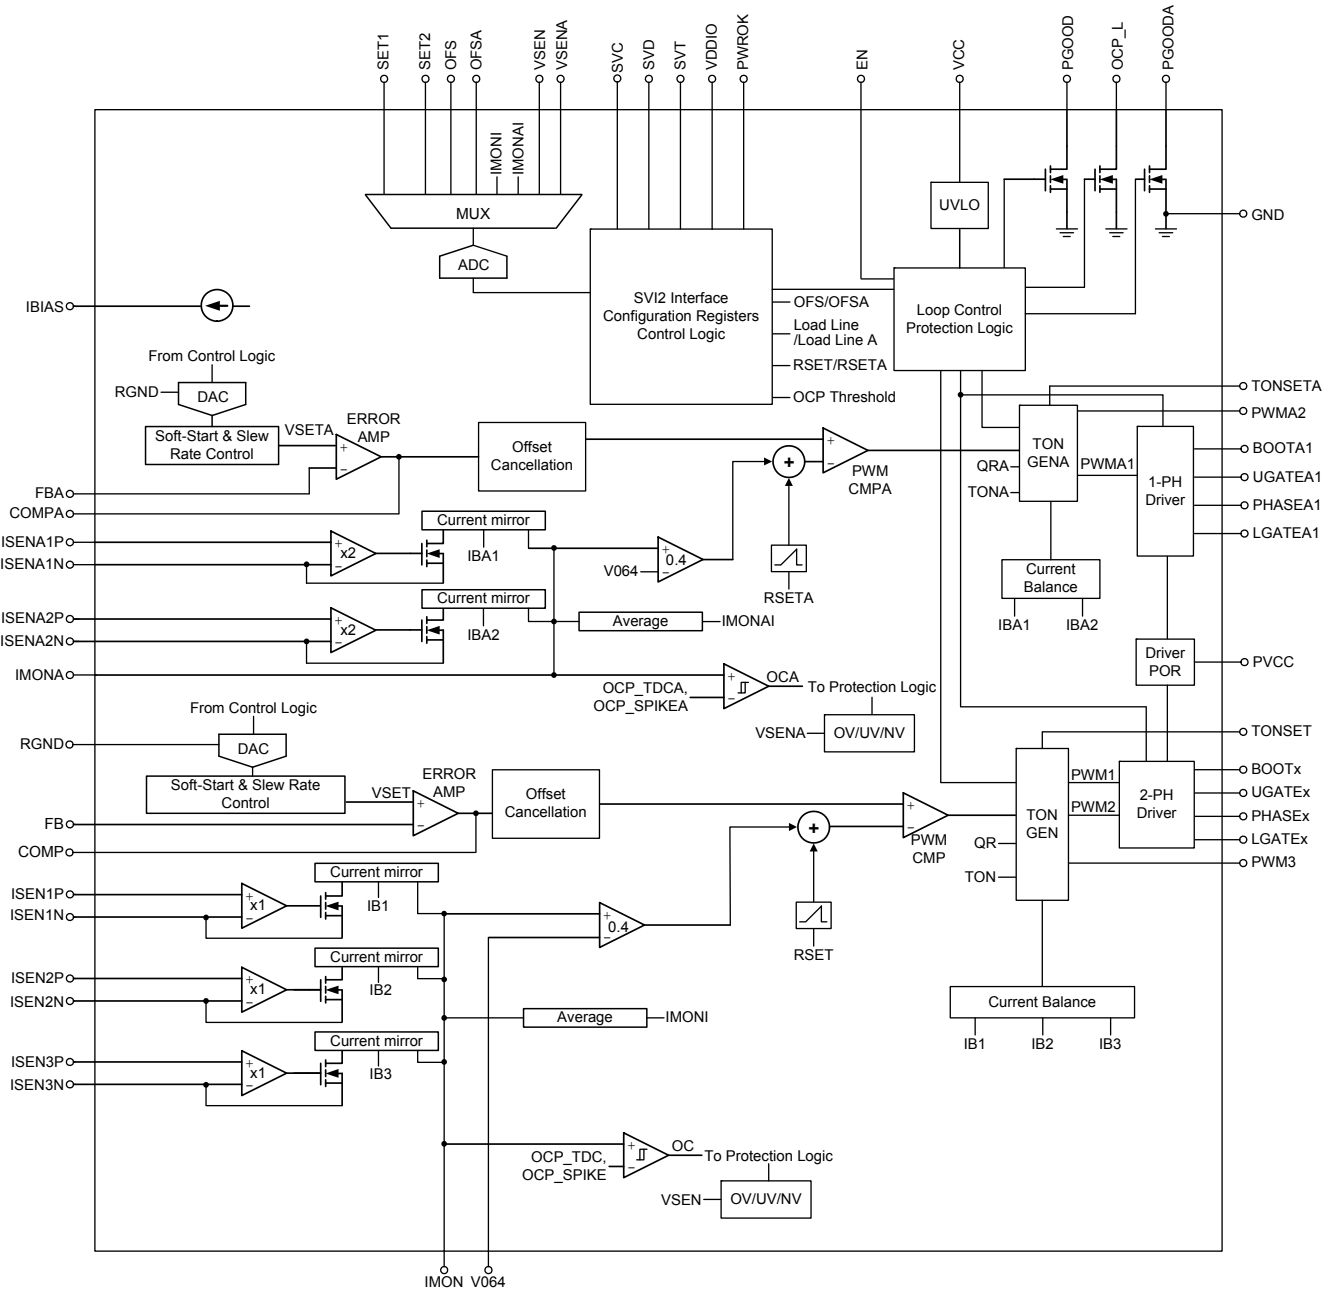 SET1
SET2
OFS
OFSA
VSEN
VSENA
SVC
SVD
SVT
VDDIO
PWROK
EN
VCC
PGOOD
OCP_L
PGOODA
IMONI
IMONAI
MUX
ADC
UVLO
GND
IBIAS
SVI2 Interface
Configuration Registers
Control Logic
OFS/OFSA
Load Line
/Load Line A
RSET/RSETA
OCP Threshold
Loop Control
Protection Logic
From Control Logic
RGND
DAC
Soft-Start & Slew
Rate Control
VSETA
ERROR
AMP
+
−
Offset
Cancellation
+
+
−
PWM
CMPA
TON
GENA
QRA
TONA
PWMA1
1-PH
Driver
TONSETA
PWMA2
BOOTA1
UGATEA1
PHASEA1
LGATEA1
FBA
COMPA
ISENA1P
ISENA1N
+
−
x2
Current mirror
IBA1
V064
+
−
0.4
RSETA
Current
Balance
IBA1
IBA2
ISENA2P
ISENA2N
+
−
x2
Current mirror
IBA2
Average
IMONAI
Driver
POR
PVCC
IMONA
OCP_TDCA,
OCP_SPIKEA
+
−
OCA
To Protection Logic
VSENA
OV/UV/NV
From Control Logic
RGND
DAC
Soft-Start & Slew Rate
Control
VSET
ERROR
AMP
+
−
Offset
Cancellation
+
+
−
PWM
CMP
TON
GEN
QR
TON
PWM1
PWM2
2-PH
Driver
TONSET
BOOTx
UGATEx
PHASEx
LGATEx
PWM3
FB
COMP
ISEN1P
ISEN1N
+
−
x1
Current mirror
IB1
+
−
0.4
RSET
ISEN2P
ISEN2N
+
−
x1
Current mirror
IB2
Average
IMONI
Current Balance
IB1
IB2
IB3
ISEN3P
ISEN3N
+
−
x1
Current mirror
IB3
OCP_TDC,
OCP_SPIKE
+
−
OC
To Protection Logic
VSEN
OV/UV/NV
IMON
V064